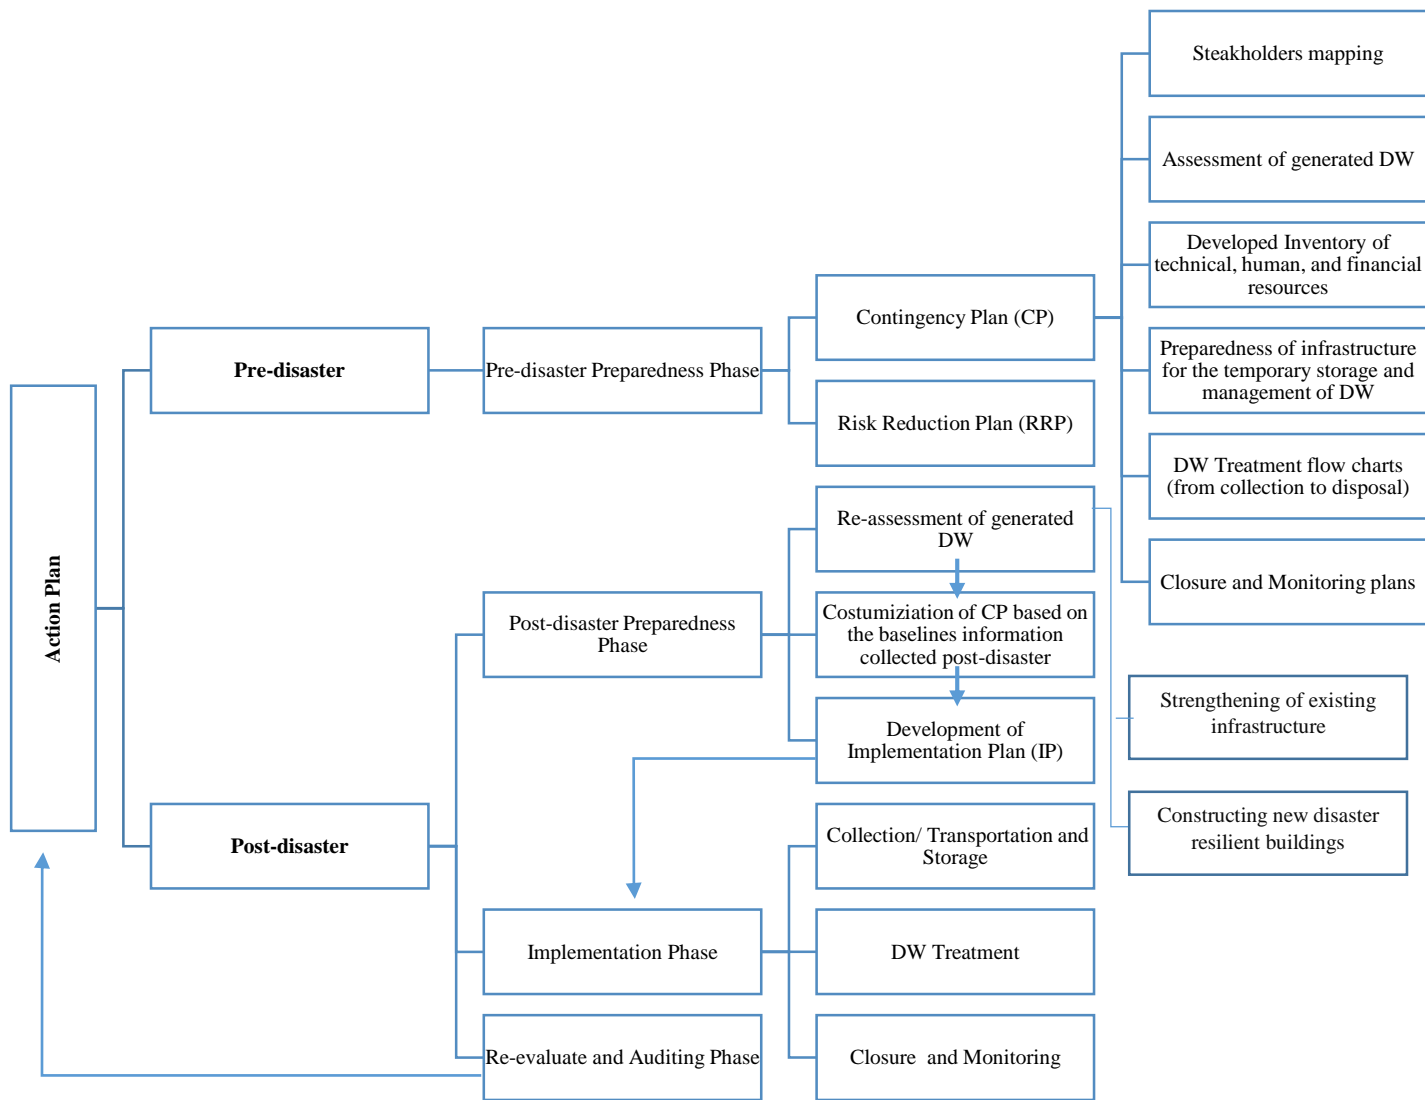 Action Plan
Pre-disaster
Post-disaster
Pre-disaster Preparedness Phase
Post-disaster Preparedness
Phase
Implementation Phase
Re-evaluate and Auditing Phase
Contingency Plan (CP)
Risk Reduction Plan (RRP)
Re-assessment of generated
DW
Costumiziation of CP based on
the baselines information
collected post-disaster
Development of
Implementation Plan (IP)
Collection/ Transportation and
Storage
DW Treatment
Closure and Monitoring
Steakholders mapping
Assessment of generated DW
Developed Inventory of
technical, human, and financial
resources
Preparedness of infrastructure
for the temporary storage and
management of DW
DW Treatment flow charts
(from collection to disposal)
Closure and Monitoring plans
Strengthening of existing
infrastructure
Constructing new disaster
resilient buildings